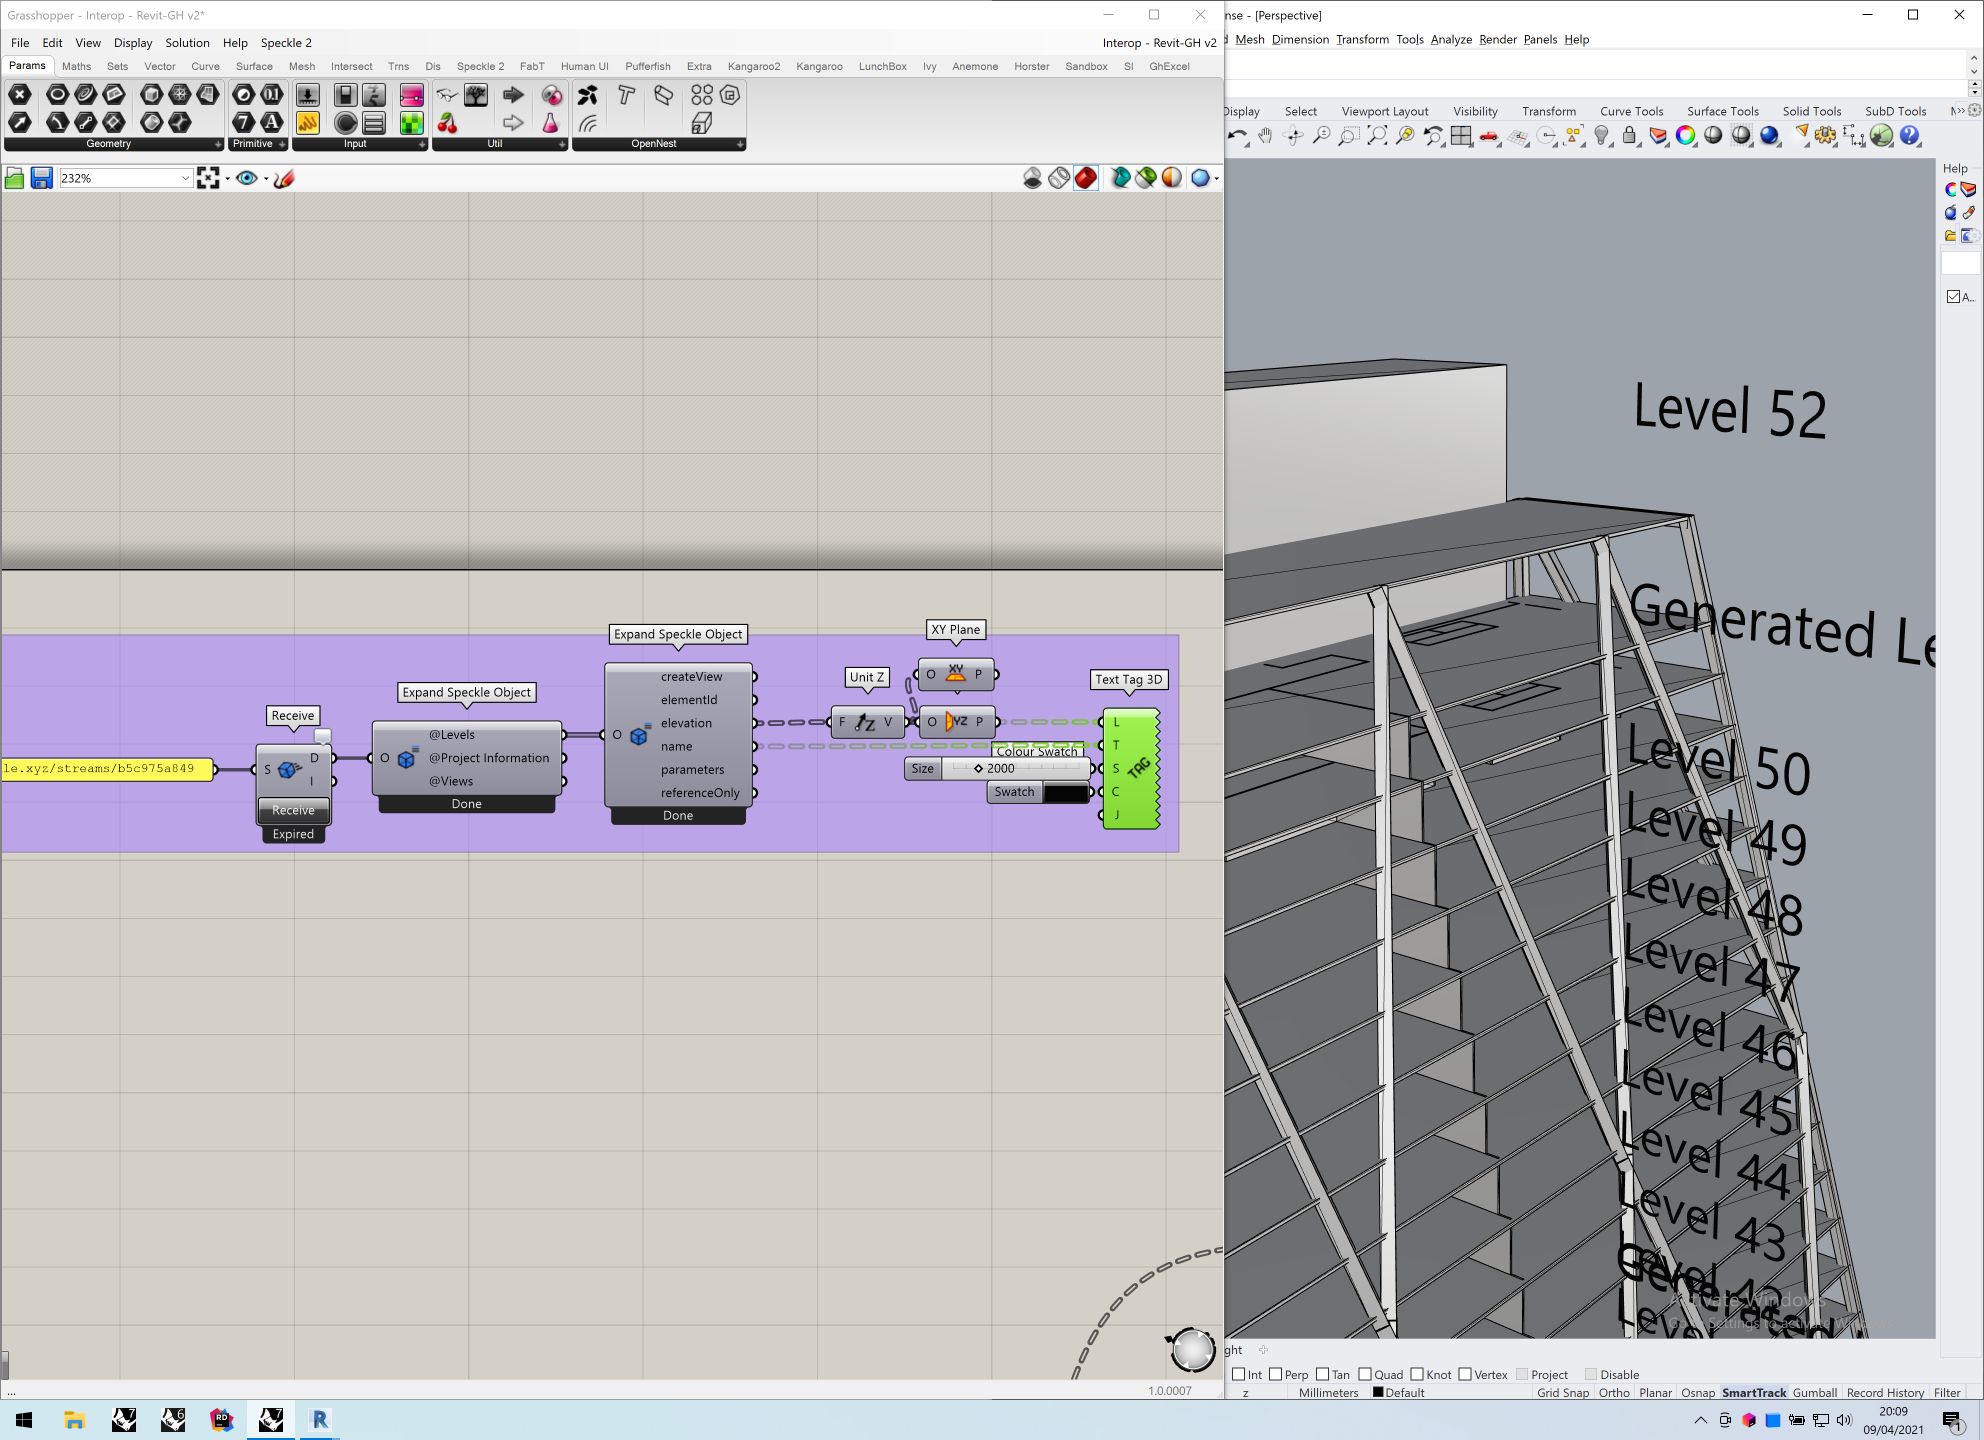 Grasshopper - Interop - Revit-GH v2*
File Edit View Display Solution Help Speckle 2
Interop - Revit-GH v2
Params Maths Sets Vector Curve Surface Mesh Intersect Trns Dis Speckle 2 FabT Human UI Pufferfish Extra Kangaroo2 Kangaroo LunchBox Ivy Anemone Horster Sandbox SI GhExcel
Geometry Primitive Input Util OpenNest
232%
XY Plane
Expand Speckle Object
O XY P
Unit Z
Text Tag 3D
Expand Speckle Object
createView
elementId
elevation
name
parameters
referenceOnly
O
Done
Receive
@Levels
@Project Information
@Views
O
Done
le.xyz/streams/b5c975a849
S D
I
Receive
Expired
F Z V
O YZ P
Colour Swatch
Size 2000
Swatch
L
T
S
C
J
TAG
1.0.0007
...
nse - [Perspective]
Mesh Dimension Transform Tools Analyze Render Panels Help
Display Select Viewport Layout Visibility Transform Curve Tools Surface Tools Solid Tools SubD Tools
Help
A..
Level 52
Generated Le
Level 50
Level 49
Level 48
Level 47
Level 46
Level 45
Level 44
Level 43
Activate Windows
Go to Settings to activate Windows.
ght
Int Perp Tan Quad Knot Vertex Project Disable
z Millimeters Default Grid Snap Ortho Planar Osnap SmartTrack Gumball Record History Filter
20:09
09/04/2021